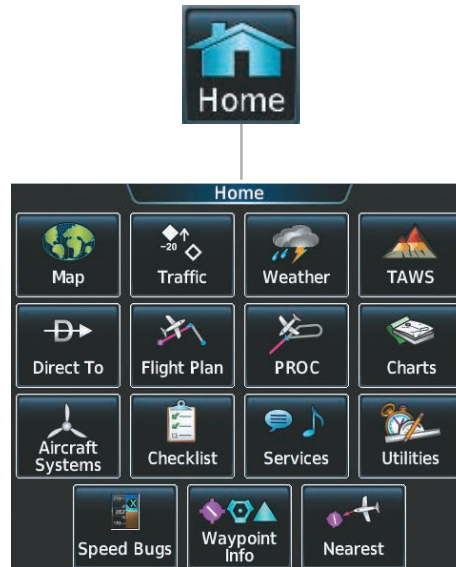 Home
Home
Map
Traffic
-20
Weather
TAWS
Direct To
Flight Plan
PROC
Charts
Aircraft
Systems
Checklist
Services
Utilities
Speed Bugs
Waypoint
Info
Nearest